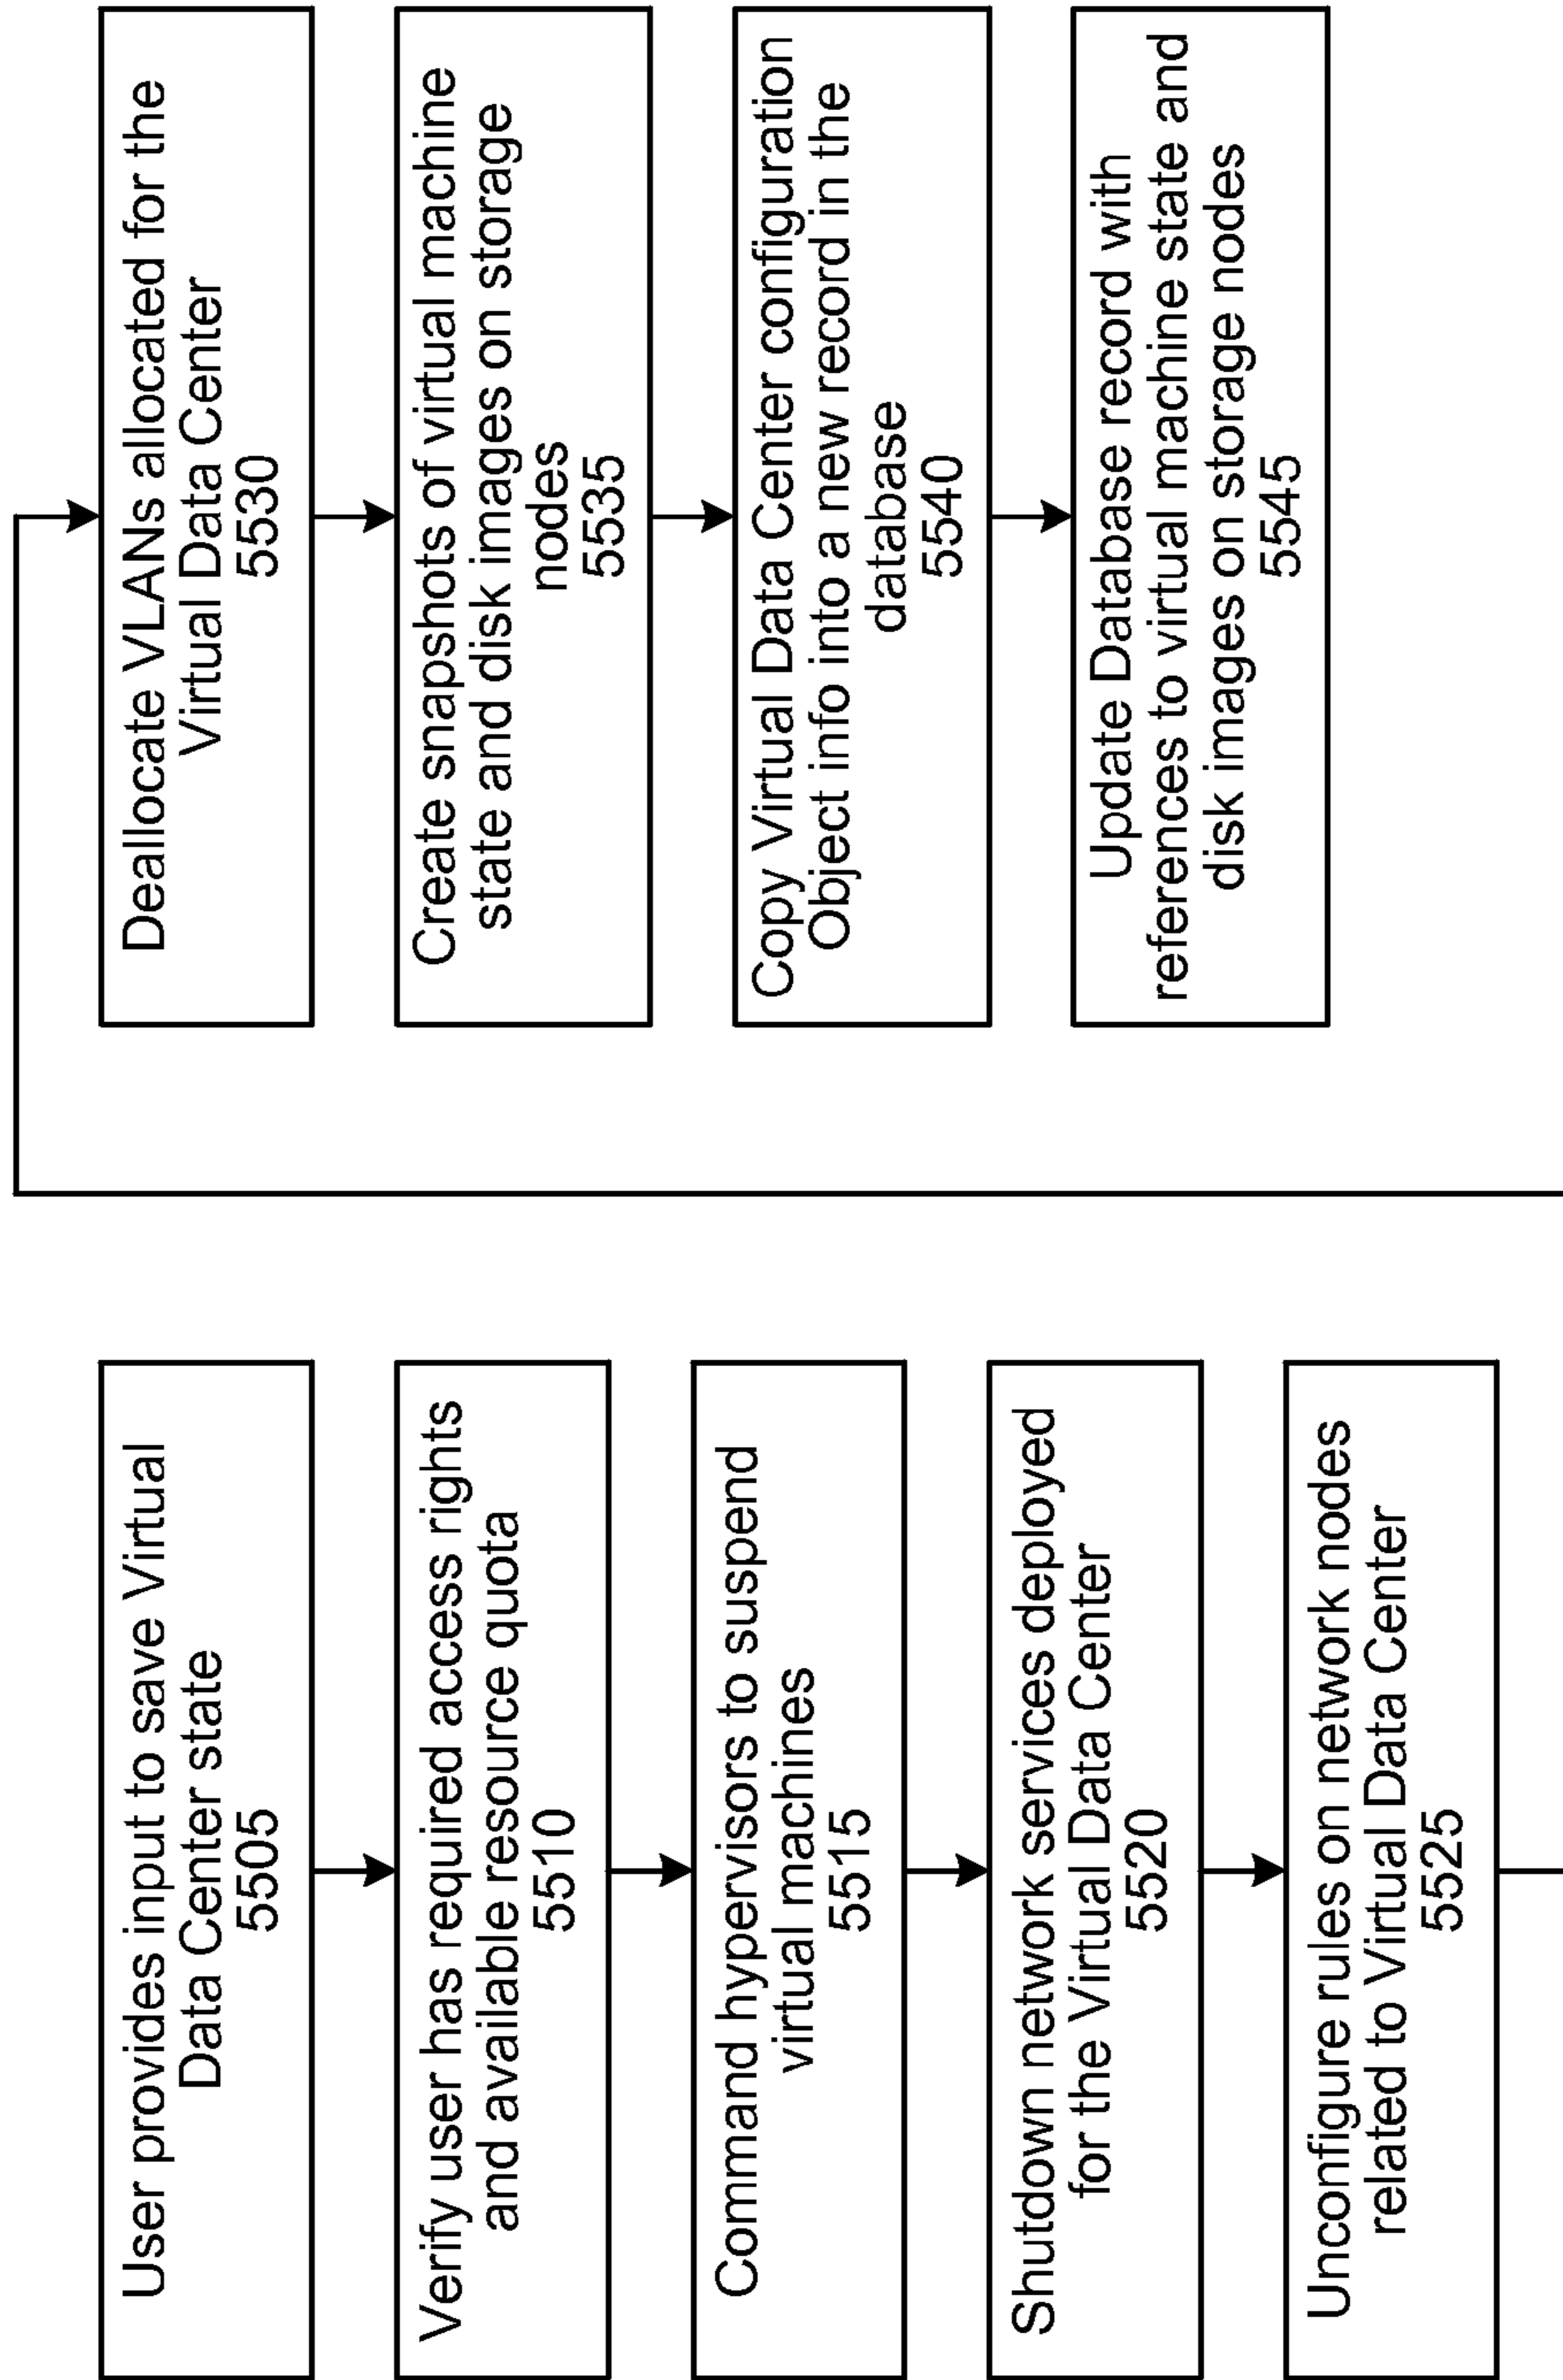 User provides input to save Virtual
Data Center state
5505
Verify user has required access rights
and available resource quota
5510
Command hypervisors to suspend
virtual machines
5515
Shutdown network services deployed
for the Virtual Data Center
5520
Unconfigure rules on network nodes
related to Virtual Data Center
5525
Deallocate VLANs allocated for the
Virtual Data Center
5530
Create snapshots of virtual machine
state and disk images on storage
nodes
5535
Copy Virtual Data Center configuration
Object info into a new record in the
database
5540
Update Database record with
references to virtual machine state and
disk images on storage nodes
5545